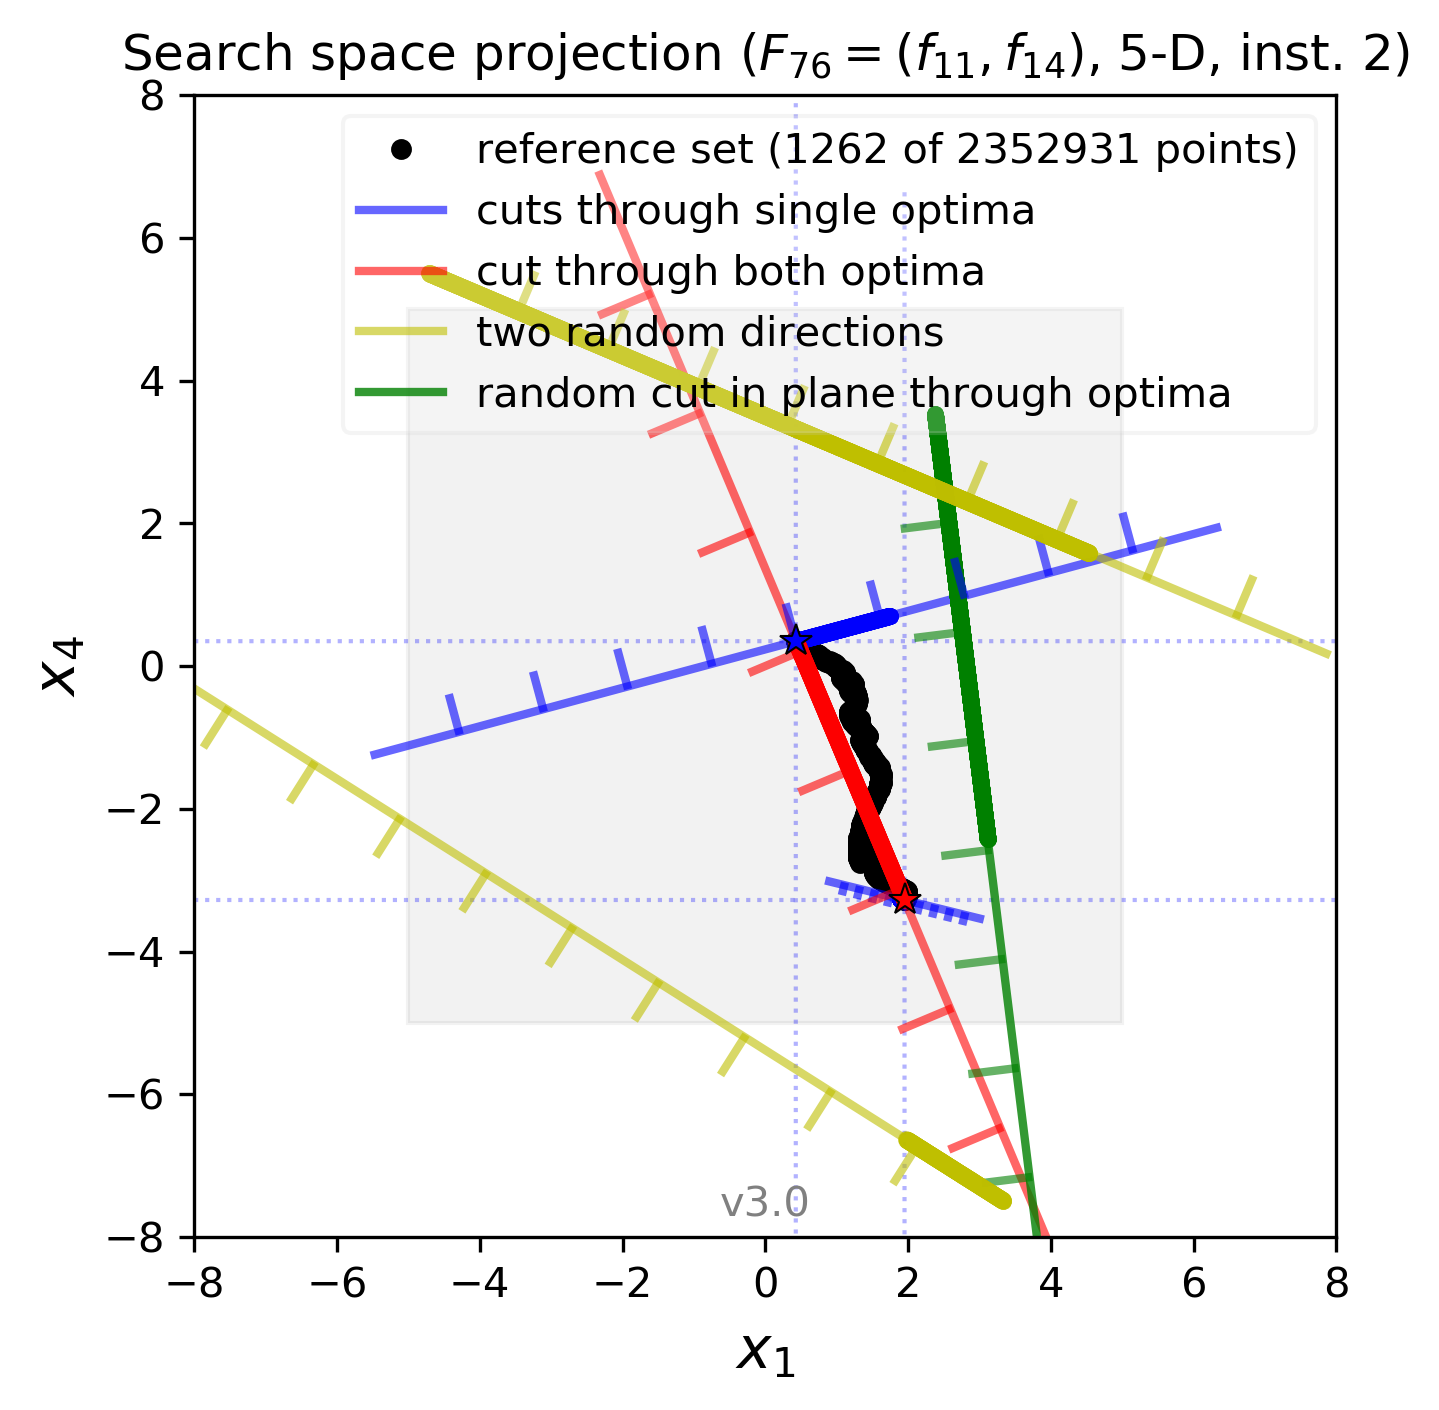 Search space projection (F₇₆ = (f₁₁, f₁₄), 5-D, inst. 2)
reference set (1262 of 2352931 points)
cuts through single optima
cut through both optima
two random directions
random cut in plane through optima
8
6
4
2
0
−2
−4
−6
−8
x₄
v3.0
−8 −6 −4 −2 0 2 4 6 8
x₁